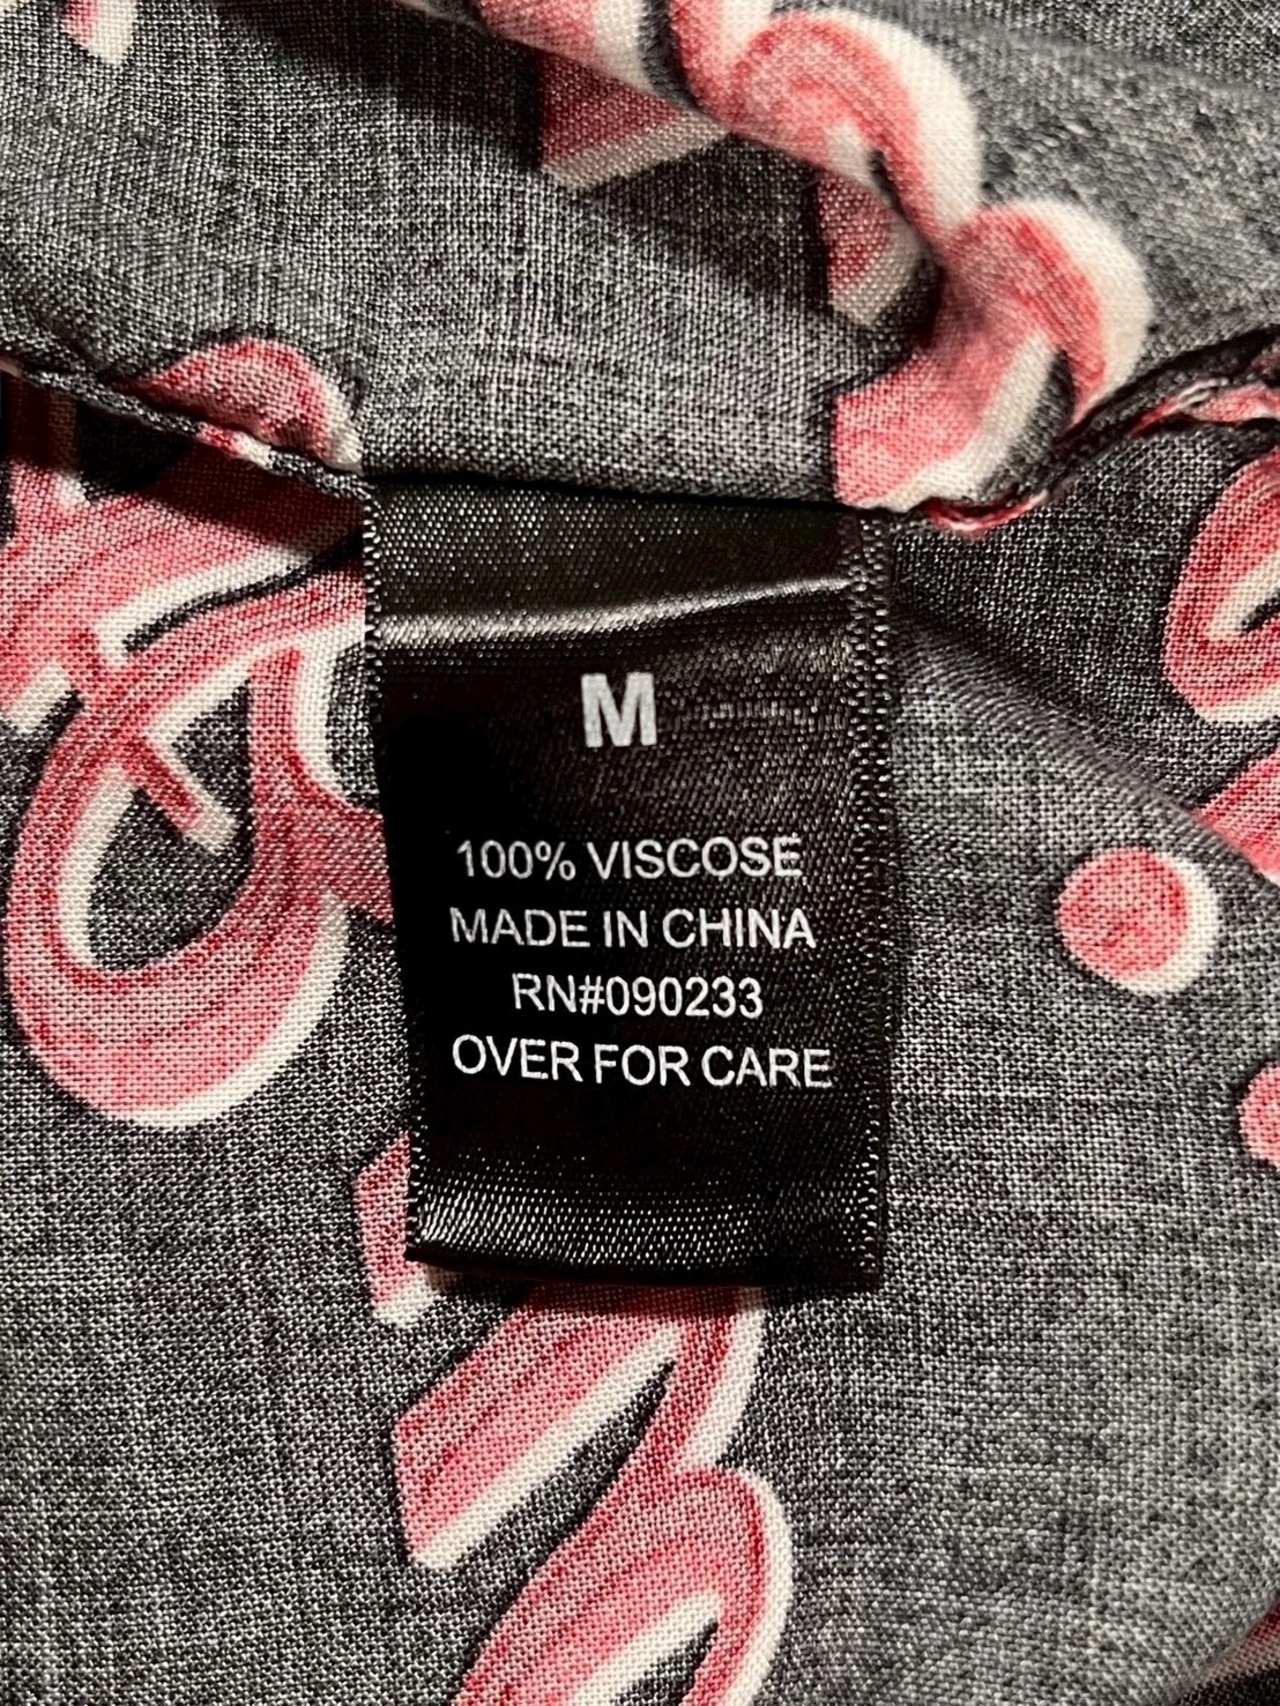 M
100% VISCOSE
MADE IN CHINA
RN#090233
OVER FOR CARE